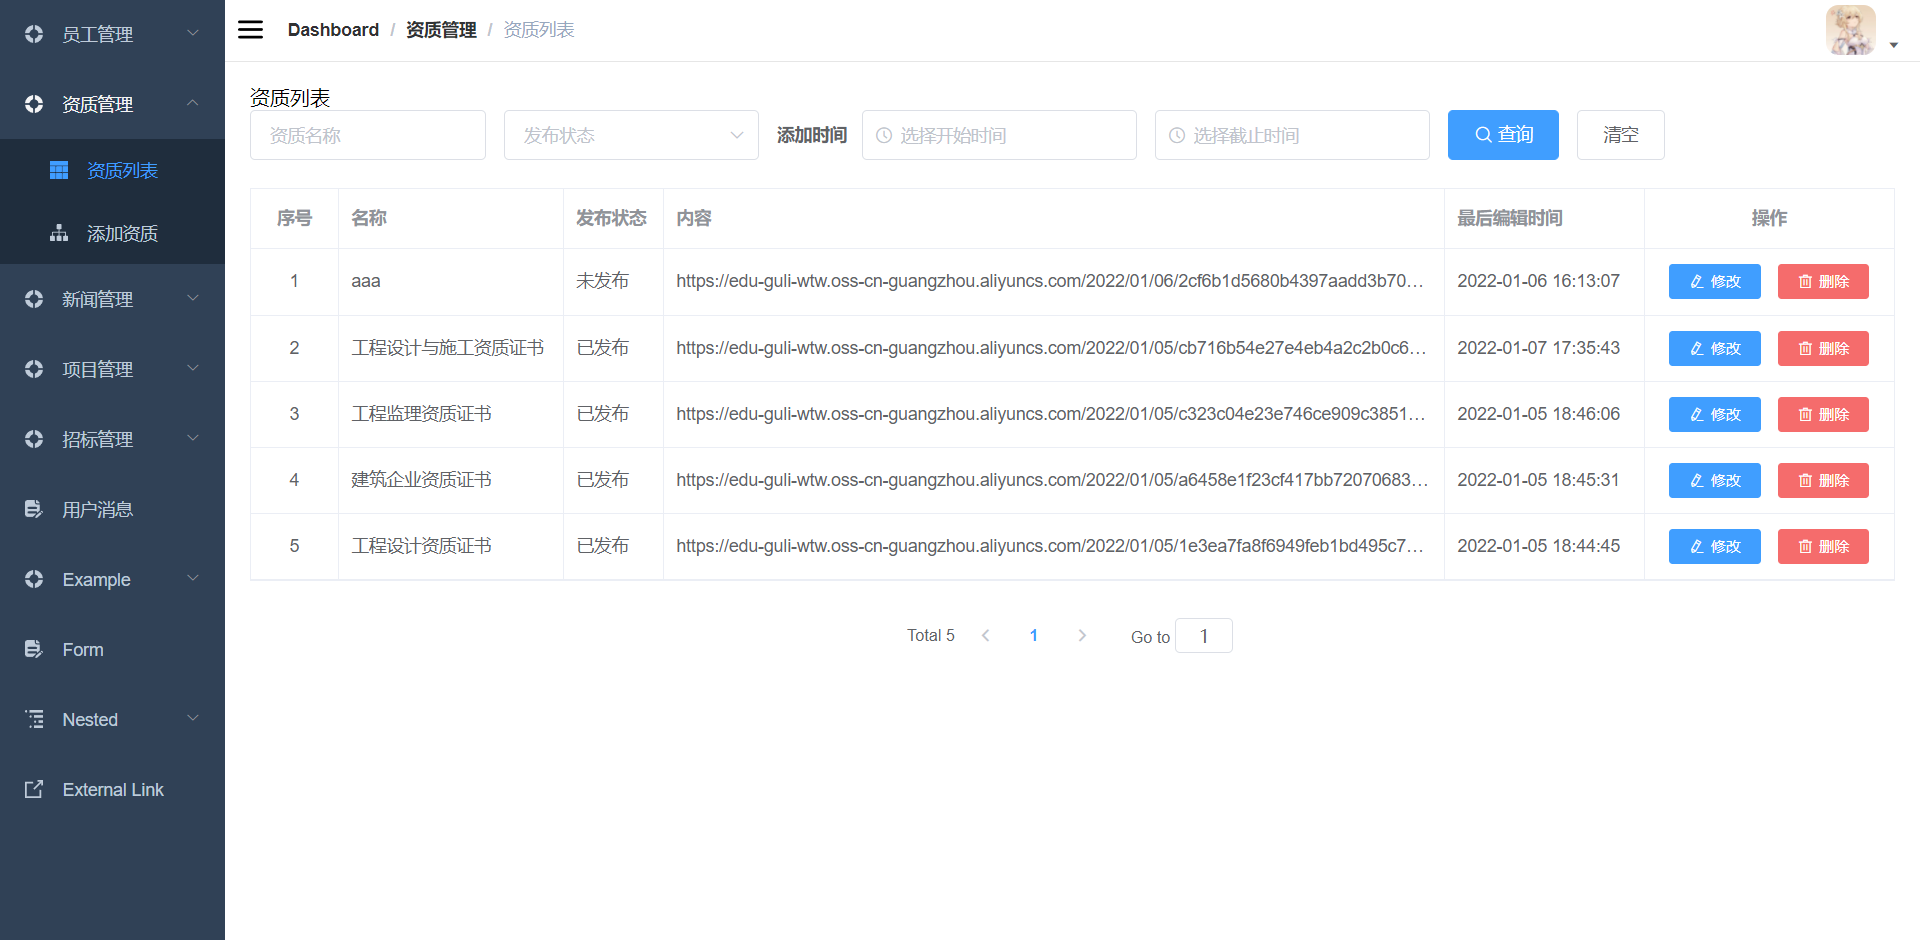 员工管理
资质管理
资质列表
添加资质
新闻管理
项目管理
招标管理
用户消息
Example
Form
Nested
External Link
Dashboard / 资质管理 / 资质列表
资质列表
资质名称 发布状态 添加时间 选择开始时间 选择截止时间 查询 清空
序号 名称 发布状态 内容 最后编辑时间 操作
1 aaa 未发布 https://edu-guli-wtw.oss-cn-guangzhou.aliyuncs.com/2022/01/06/2cf6b1d5680b4397aadd3b70... 2022-01-06 16:13:07 修改 删除
2 工程设计与施工资质证书 已发布 https://edu-guli-wtw.oss-cn-guangzhou.aliyuncs.com/2022/01/05/cb716b54e27e4eb4a2c2b0c6... 2022-01-07 17:35:43 修改 删除
3 工程监理资质证书 已发布 https://edu-guli-wtw.oss-cn-guangzhou.aliyuncs.com/2022/01/05/c323c04e23e746ce909c3851... 2022-01-05 18:46:06 修改 删除
4 建筑企业资质证书 已发布 https://edu-guli-wtw.oss-cn-guangzhou.aliyuncs.com/2022/01/05/a6458e1f23cf417bb72070683... 2022-01-05 18:45:31 修改 删除
5 工程设计资质证书 已发布 https://edu-guli-wtw.oss-cn-guangzhou.aliyuncs.com/2022/01/05/1e3ea7fa8f6949feb1bd495c7... 2022-01-05 18:44:45 修改 删除
Total 5 1 Go to 1